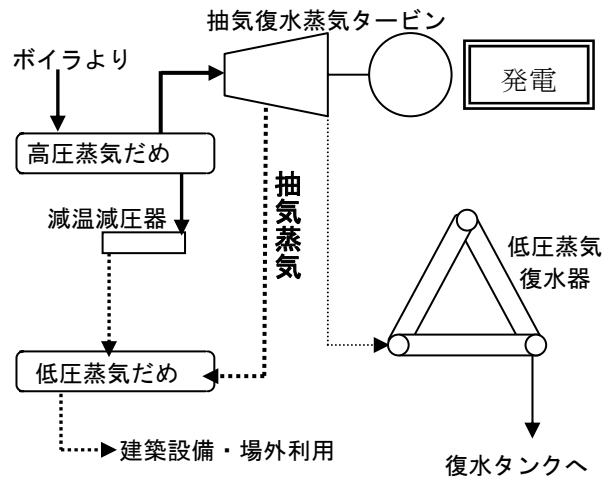 抽気復水蒸気タービン
ボイラより
発電
高圧蒸気だめ
抽気蒸気
減温減圧器
低圧蒸気
復水器
低圧蒸気だめ
建築設備・場外利用
復水タンクへ